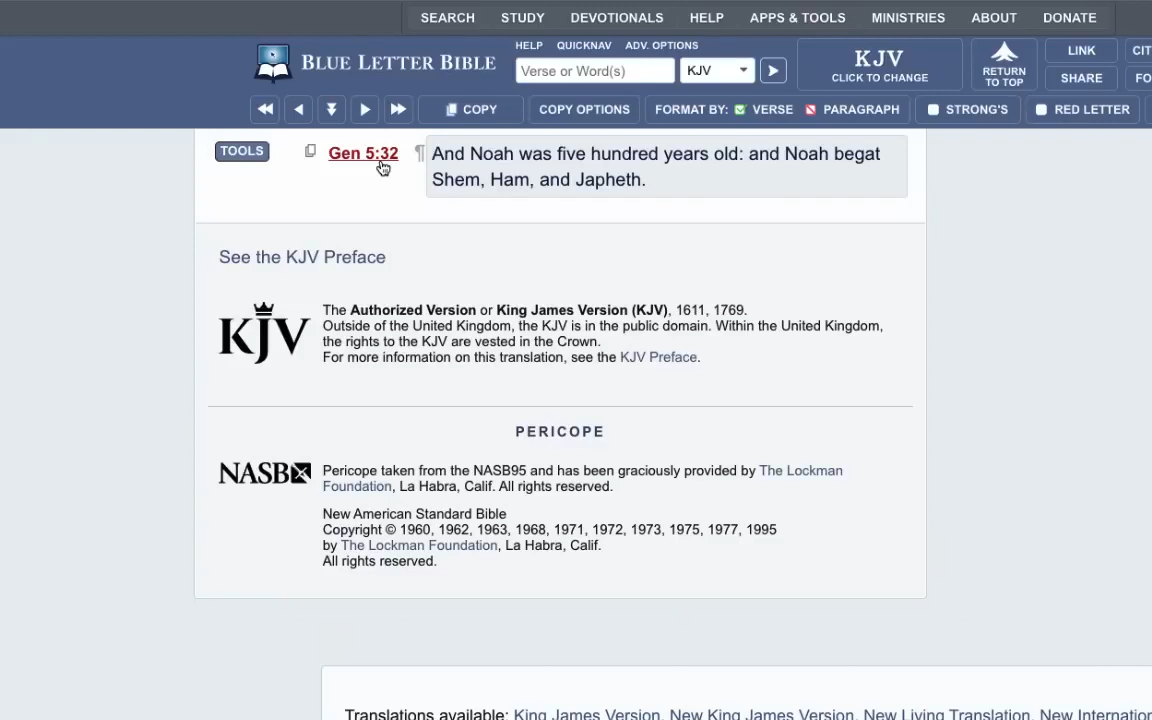 SEARCH STUDY DEVOTIONALS HELP APPS & TOOLS MINISTRIES ABOUT DONATE
BLUE LETTER BIBLE
HELP QUICKNAV ADV. OPTIONS
Verse or Word(s) KJV
KJV
CLICK TO CHANGE
RETURN
TO TOP
LINK
SHARE
COPY COPY OPTIONS FORMAT BY: VERSE PARAGRAPH STRONG'S RED LETTER
TOOLS Gen 5:32 ¶ And Noah was five hundred years old: and Noah begat
Shem, Ham, and Japheth.
See the KJV Preface
KJV
The Authorized Version or King James Version (KJV), 1611, 1769.
Outside of the United Kingdom, the KJV is in the public domain. Within the United Kingdom,
the rights to the KJV are vested in the Crown.
For more information on this translation, see the KJV Preface.
PERICOPE
NASB
Pericope taken from the NASB95 and has been graciously provided by The Lockman
Foundation, La Habra, Calif. All rights reserved.
New American Standard Bible
Copyright © 1960, 1962, 1963, 1968, 1971, 1972, 1973, 1975, 1977, 1995
by The Lockman Foundation, La Habra, Calif.
All rights reserved.
Translations available: King James Version, New King James Version, New Living Translation, New